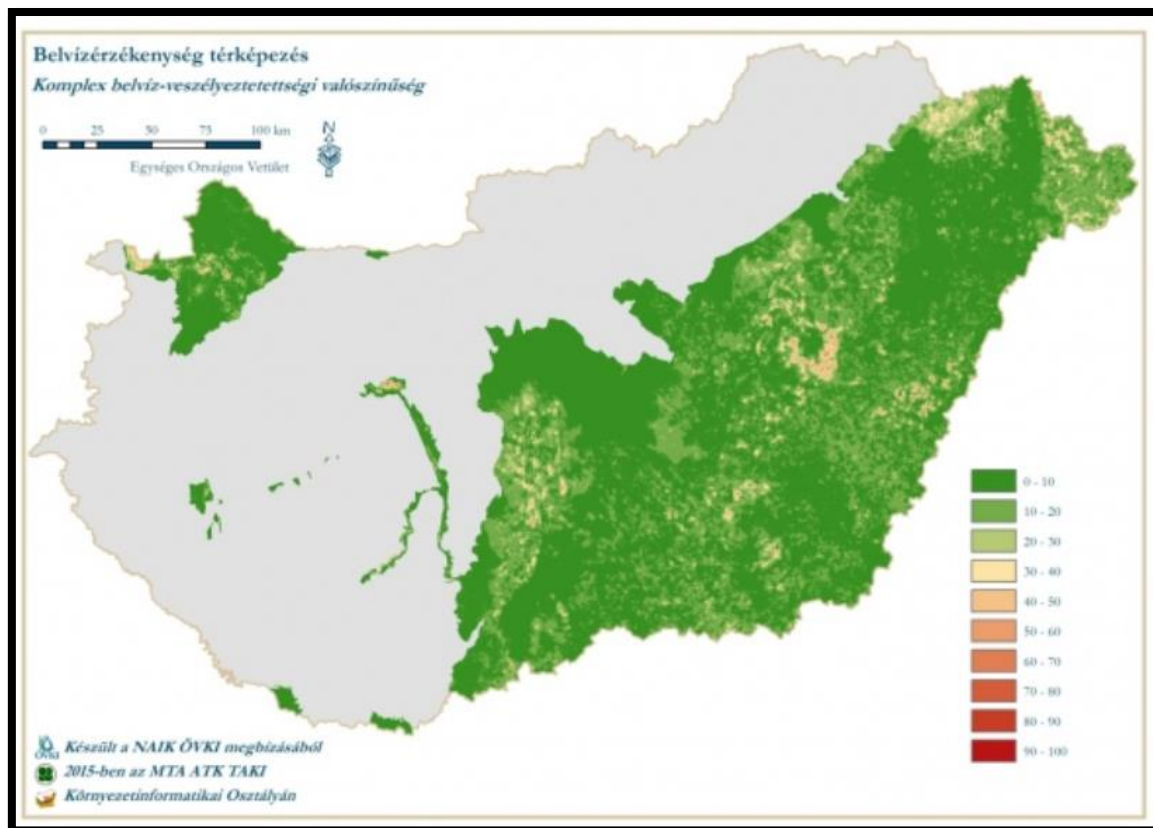 Belvízérzékenység térképezés
Komplex belvíz-veszélyeztetettségi valószínűség
0 25 50 75 100 km
N
Egységes Országos Vetület
0 - 10
10 - 20
20 - 30
30 - 40
40 - 50
50 - 60
60 - 70
70 - 80
80 - 90
90 - 100
ÖVKI
Készült a NAIK ÖVKI megbízásából
2015-ben az MTA ATK TAKI
Környezetinformatikai Osztályán